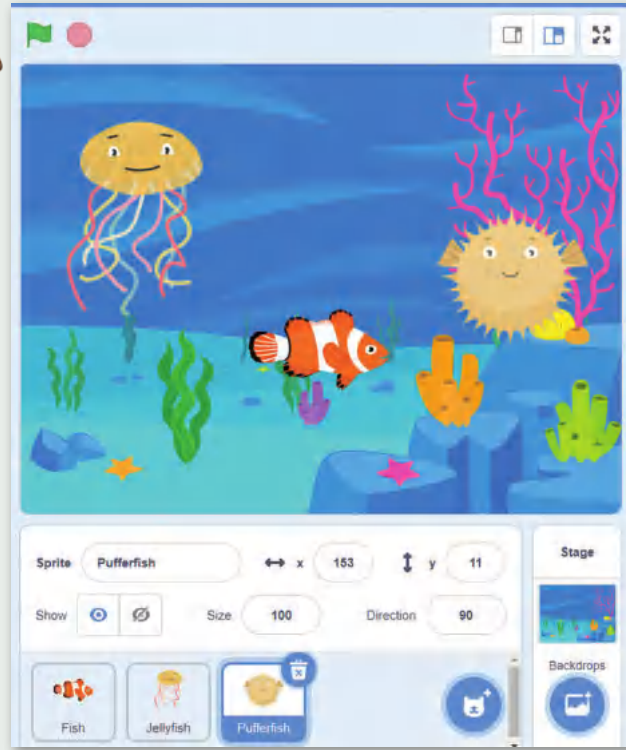 Sprite Pufferfish x 153 y 11
Show Size 100 Direction 90
Stage
Backdrops
Fish Jellyfish Pufferfish